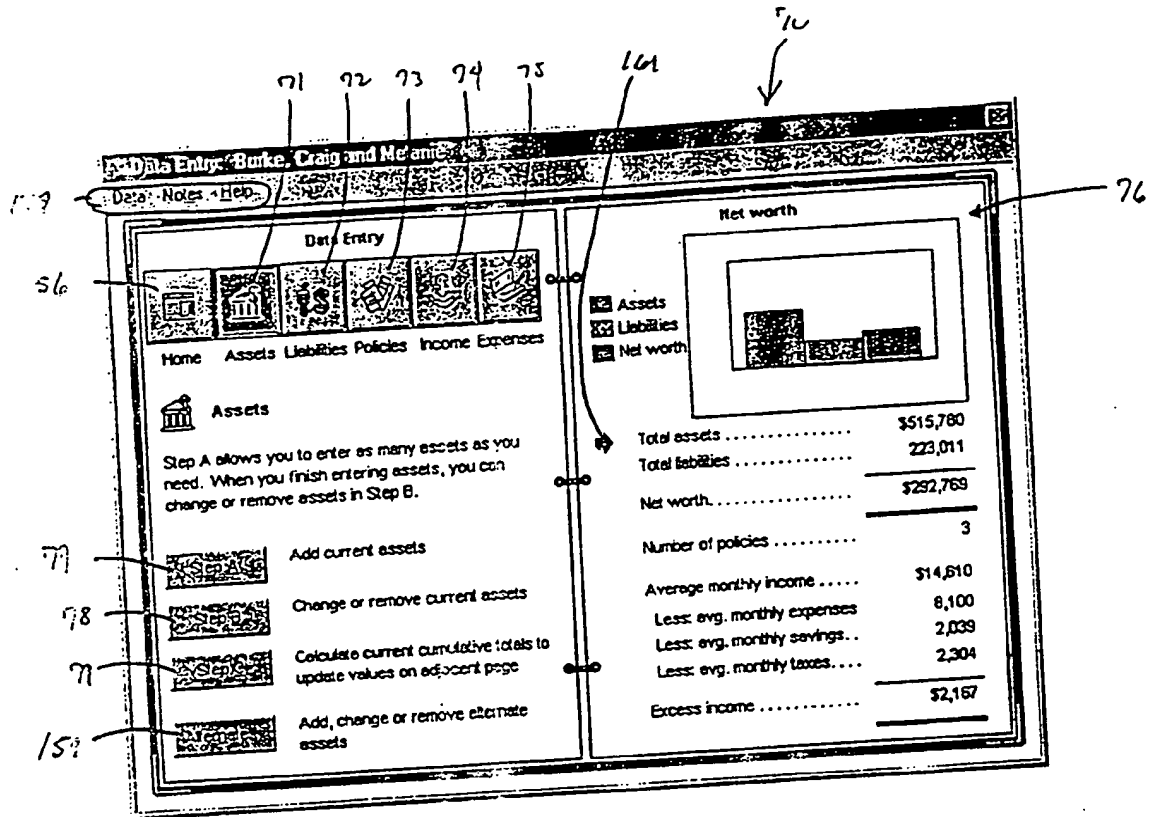 71 72 73 74 75
76
Data Entry: Burke, Craig and Melanie
Data Notes Help
56
Data Entry
Home Assets Liabilities Policies Income Expenses
Assets
Step A allows you to enter as many assets as you
need. When you finish entering assets, you can
change or remove assets in Step B.
Step A
Add current assets
78
Step B
Change or remove current assets
Calculate current cumulative totals to
update values on adjacent page
Add, change or remove alternate
assets
Net worth
Assets
Liabilities
Net worth
Total assets ............... $515,780
Total liabilities ............... 223,011
Net worth............... $292,769
Number of policies .......... 3
Average monthly income ..... $14,610
Less: avg. monthly expenses 8,100
Less: avg. monthly savings.. 2,039
Less: avg. monthly taxes.... 2,304
Excess income ............ $2,167